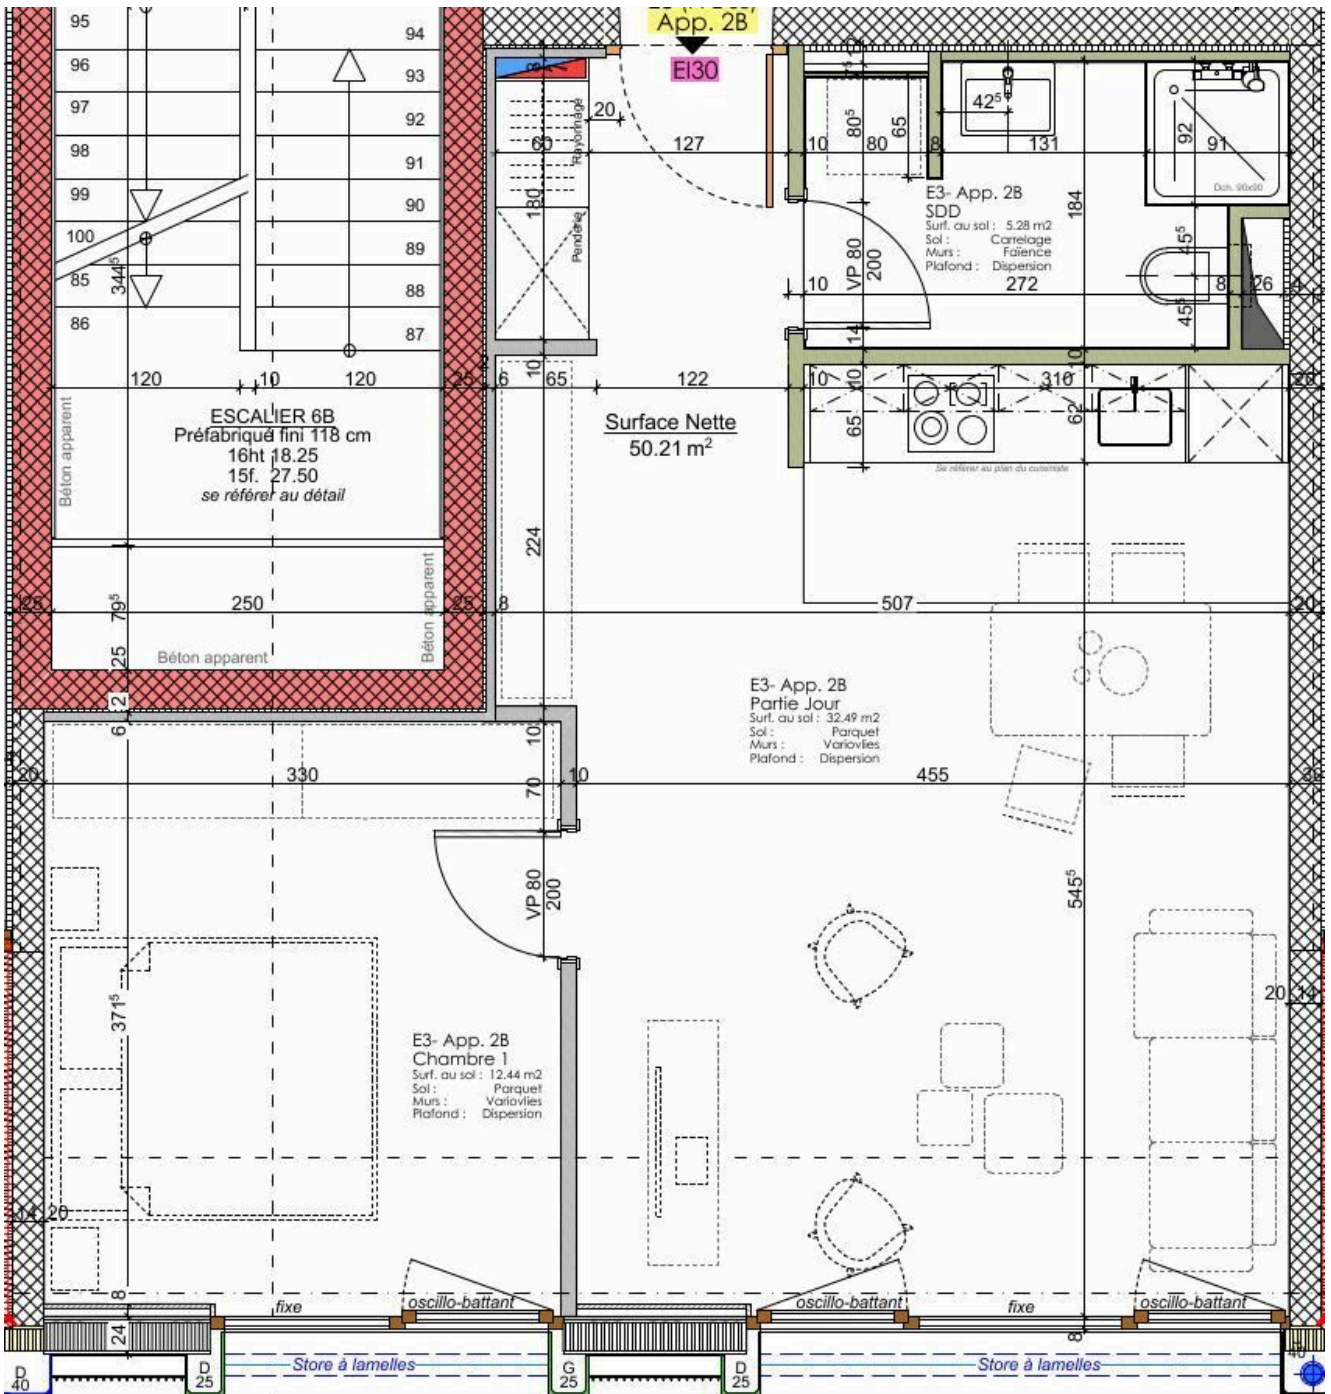 App. 2B
EI30
95
96
97
98
99
100
85
86
94
93
92
91
90
89
88
87
344⁵
120
10
120
25
ESCALIER 6B
Préfabriqué fini 118 cm
16ht 18.25
15f. 27.50
se référer au détail
Béton apparent
Béton apparent
Béton apparent
25
250
25
8
79⁵
25
2
6
8
20
60
127
Rayonnage
Penderie
180
10
6
65
122
10
310
20
Surface Nette
50.21 m²
224
10
80⁵
80
65
8
42⁵
131
92
91
Dch. 90x90
184
E3- App. 2B
SDD
Surf. au sol : 5.28 m2
Sol : Carrelage
Murs : Faïence
Plafond : Dispersion
VP 80
200
10
272
45⁵
45⁵
8
26
4
14
10
10
65
62
Se référer au plan du cuisiniste
507
20
E3- App. 2B
Partie Jour
Surf. au sol : 32.49 m2
Sol : Parquet
Murs : Variovlies
Plafond : Dispersion
20
330
10
455
10
70
VP 80
200
545⁵
371⁵
20
14
E3- App. 2B
Chambre 1
Surf. au sol : 12.44 m2
Sol : Parquet
Murs : Variovlies
Plafond : Dispersion
14
20
8
24
fixe
oscillo-battant
oscillo-battant
fixe
oscillo-battant
8
40
D
40
D
25
Store à lamelles
G
25
D
25
Store à lamelles